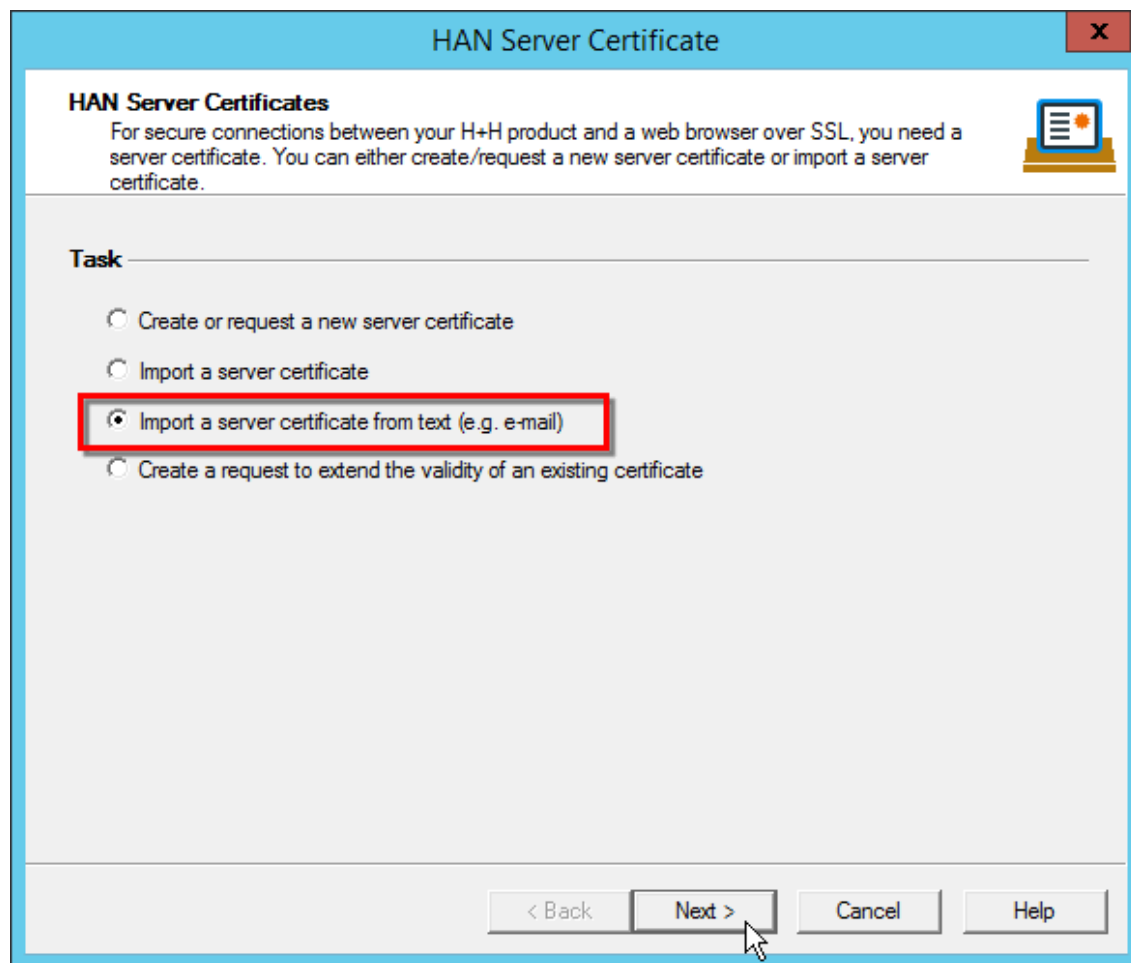 HAN Server Certificate
x
HAN Server Certificates
For secure connections between your H+H product and a web browser over SSL, you need a
server certificate. You can either create/request a new server certificate or import a server
certificate.
Task
Create or request a new server certificate
Import a server certificate
Import a server certificate from text (e.g. e-mail)
Create a request to extend the validity of an existing certificate
< Back Next > Cancel Help